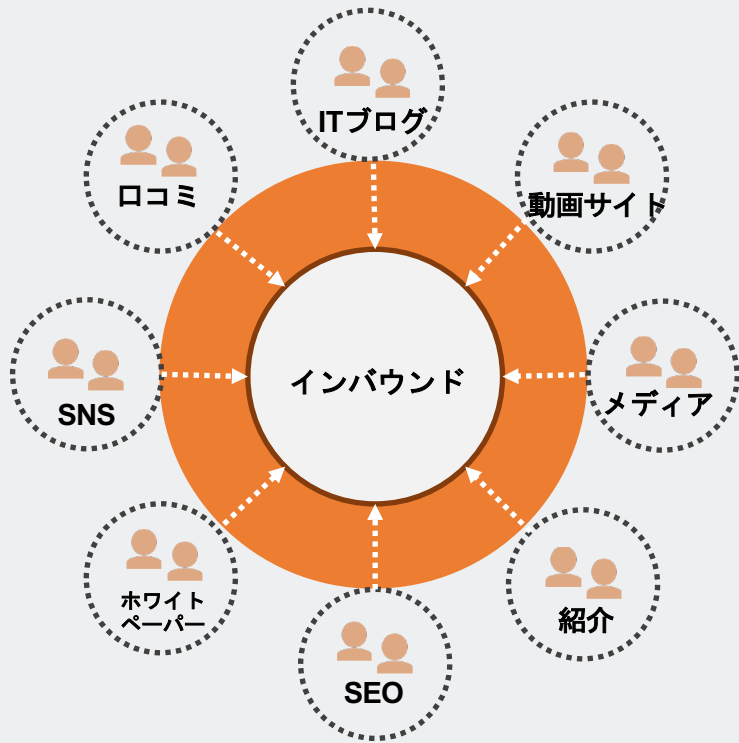 ITブログ
口コミ
動画サイト
インバウンド
SNS
メディア
ホワイト
ペーパー
紹介
SEO